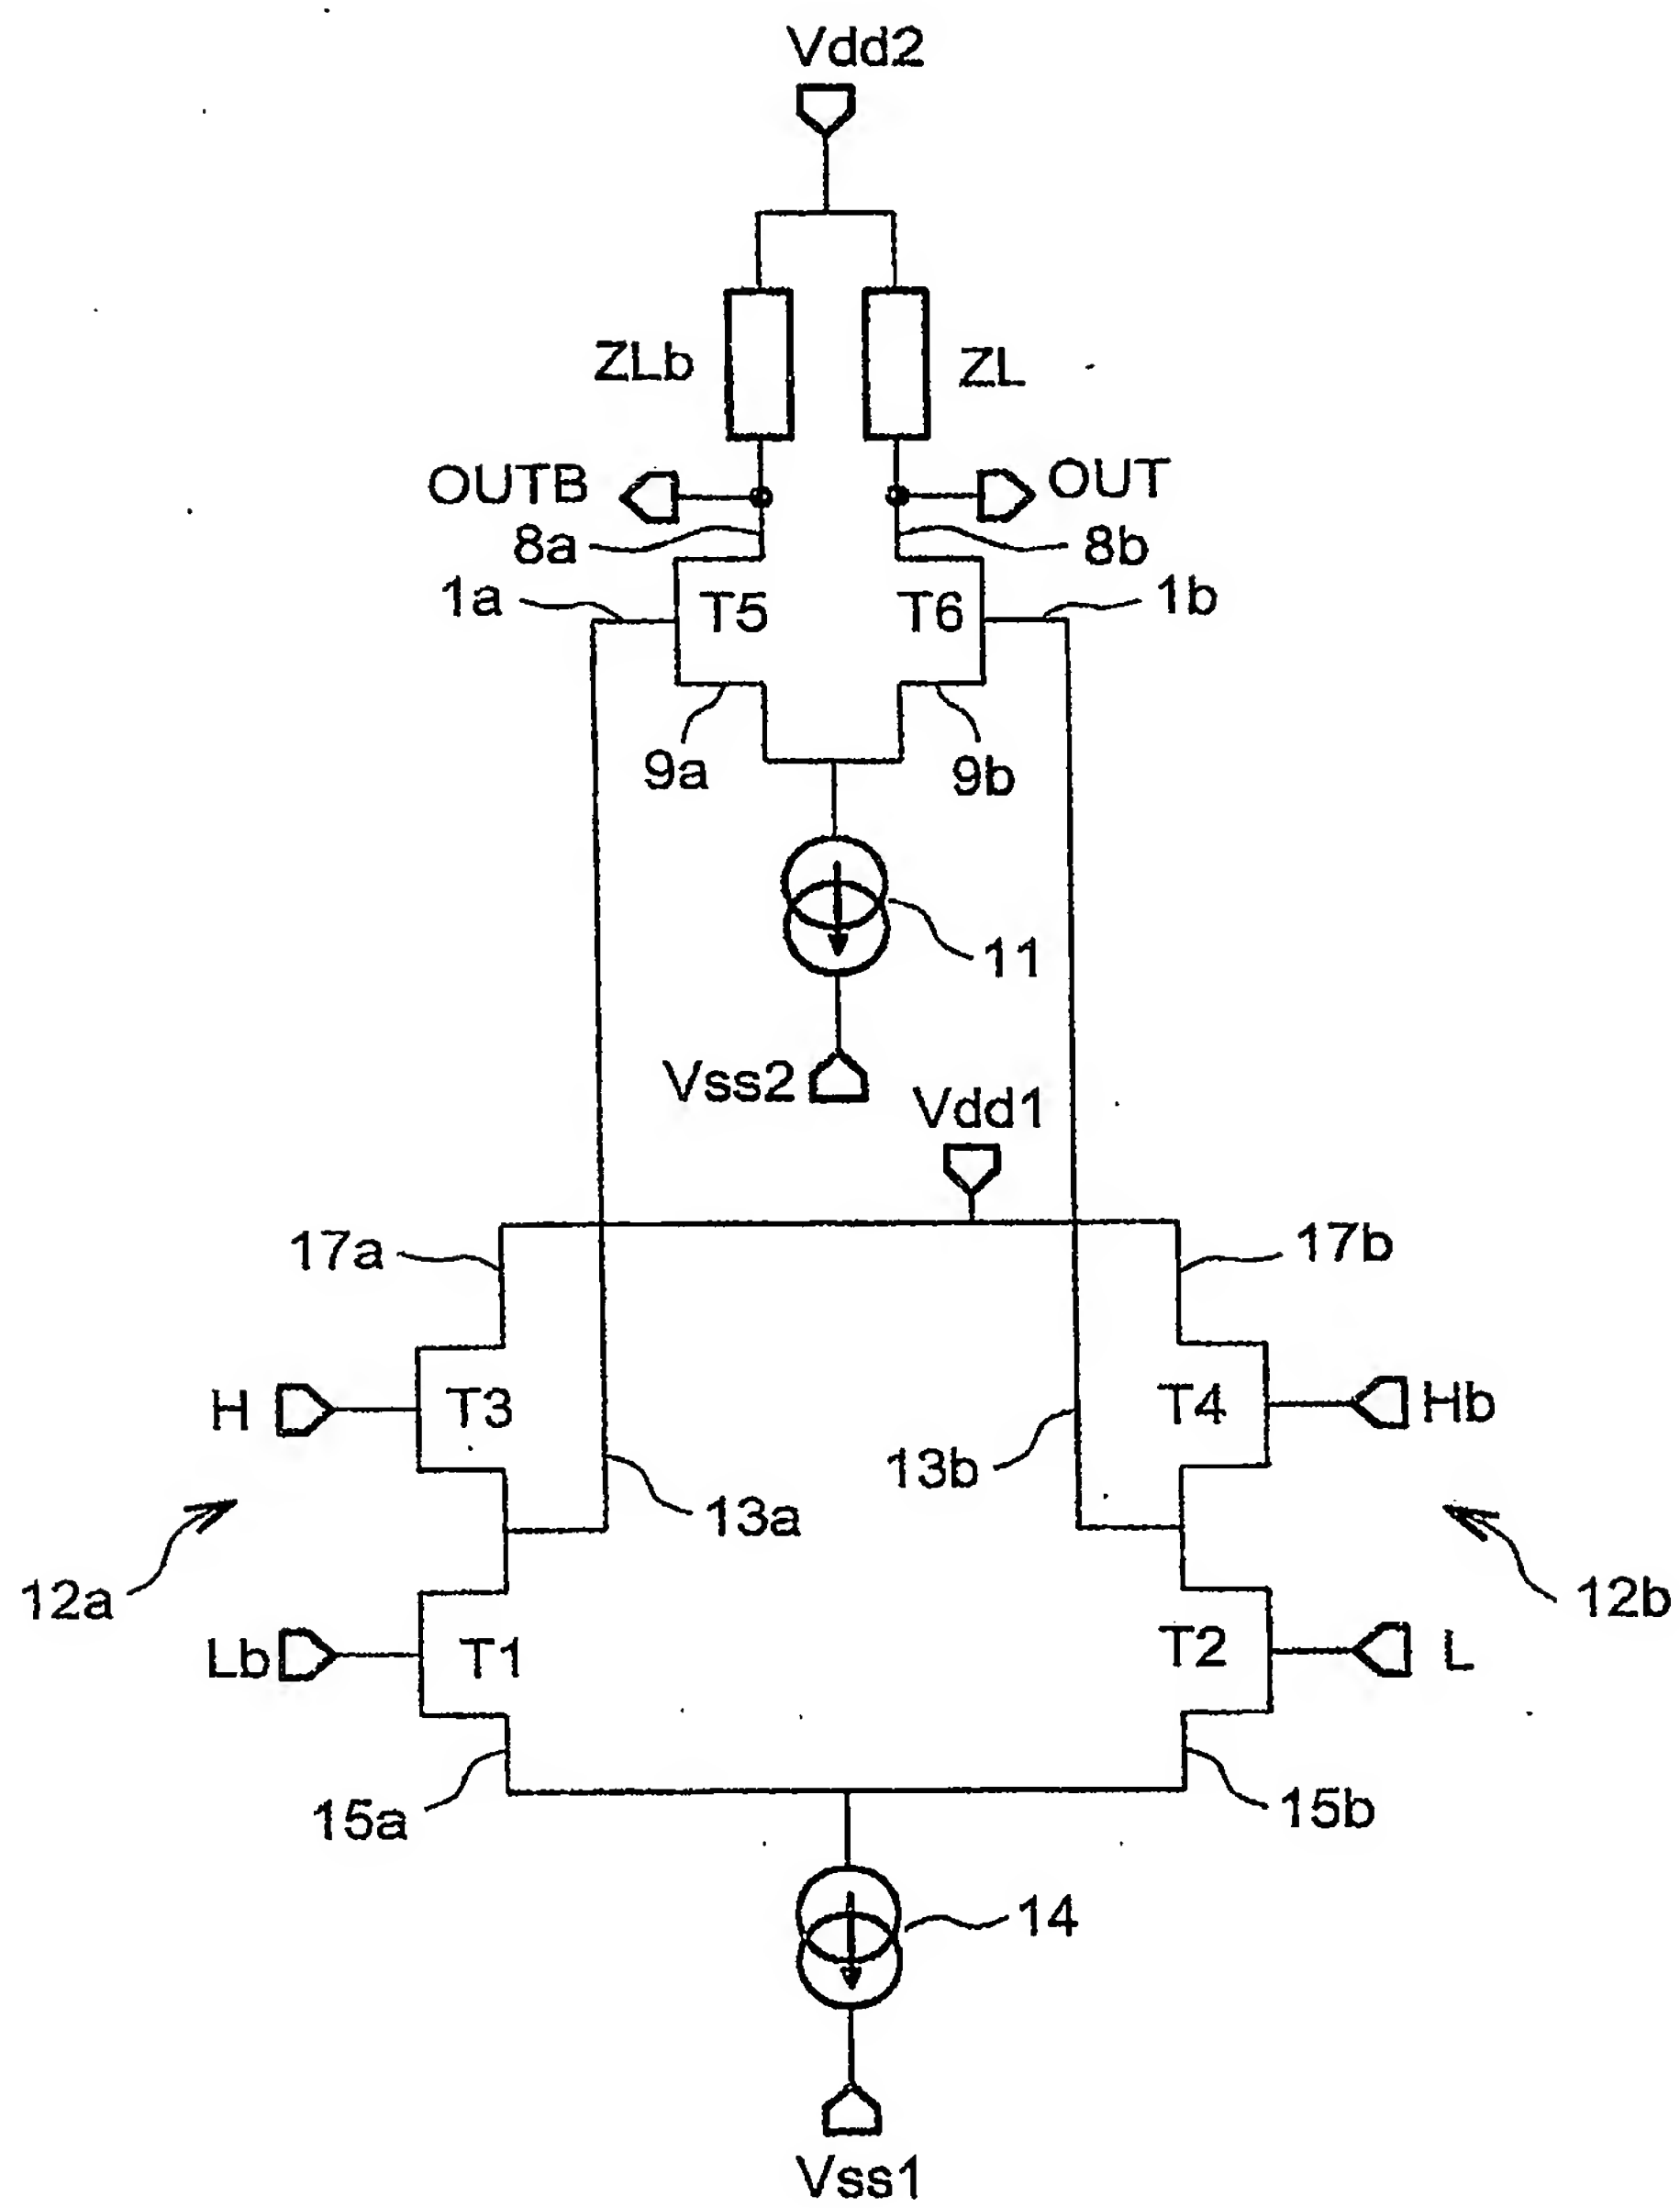 Vdd2
ZLb
ZL
OUTB
OUT
8a
8b
1a
T5
T6
1b
9a
9b
11
Vss2
Vdd1
17a
17b
H
T3
T4
Hb
13a
13b
12a
12b
Lb
T1
T2
L
15a
15b
14
Vss1